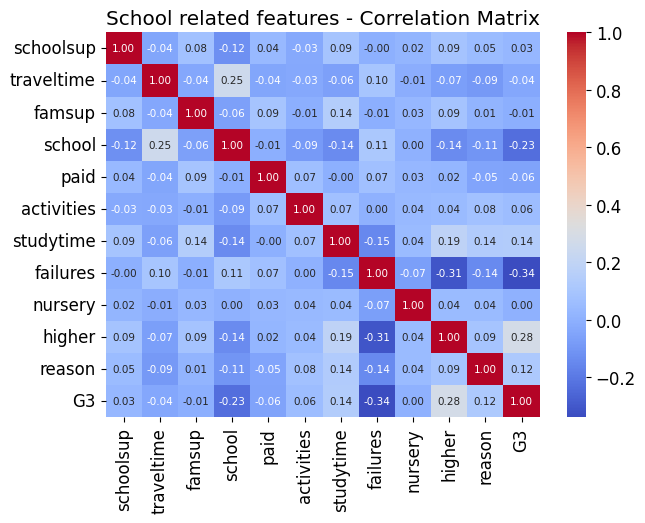 School related features - Correlation Matrix
schoolsup 1.00 -0.04 0.08 -0.12 0.04 -0.03 0.09 -0.00 0.02 0.09 0.05 0.03
traveltime -0.04 1.00 -0.04 0.25 -0.04 -0.03 -0.06 0.10 -0.01 -0.07 -0.09 -0.04
famsup 0.08 -0.04 1.00 -0.06 0.09 -0.01 0.14 -0.01 0.03 0.09 0.01 -0.01
school -0.12 0.25 -0.06 1.00 -0.01 -0.09 -0.14 0.11 0.00 -0.14 -0.11 -0.23
paid 0.04 -0.04 0.09 -0.01 1.00 0.07 -0.00 0.07 0.03 0.02 -0.05 -0.06
activities -0.03 -0.03 -0.01 -0.09 0.07 1.00 0.07 0.00 0.04 0.04 0.08 0.06
studytime 0.09 -0.06 0.14 -0.14 -0.00 0.07 1.00 -0.15 0.04 0.19 0.14 0.14
failures -0.00 0.10 -0.01 0.11 0.07 0.00 -0.15 1.00 -0.07 -0.31 -0.14 -0.34
nursery 0.02 -0.01 0.03 0.00 0.03 0.04 0.04 -0.07 1.00 0.04 0.04 0.00
higher 0.09 -0.07 0.09 -0.14 0.02 0.04 0.19 -0.31 0.04 1.00 0.09 0.28
reason 0.05 -0.09 0.01 -0.11 -0.05 0.08 0.14 -0.14 0.04 0.09 1.00 0.12
G3 0.03 -0.04 -0.01 -0.23 -0.06 0.06 0.14 -0.34 0.00 0.28 0.12 1.00
schoolsup traveltime famsup school paid activities studytime failures nursery higher reason G3
1.0
0.8
0.6
0.4
0.2
0.0
−0.2